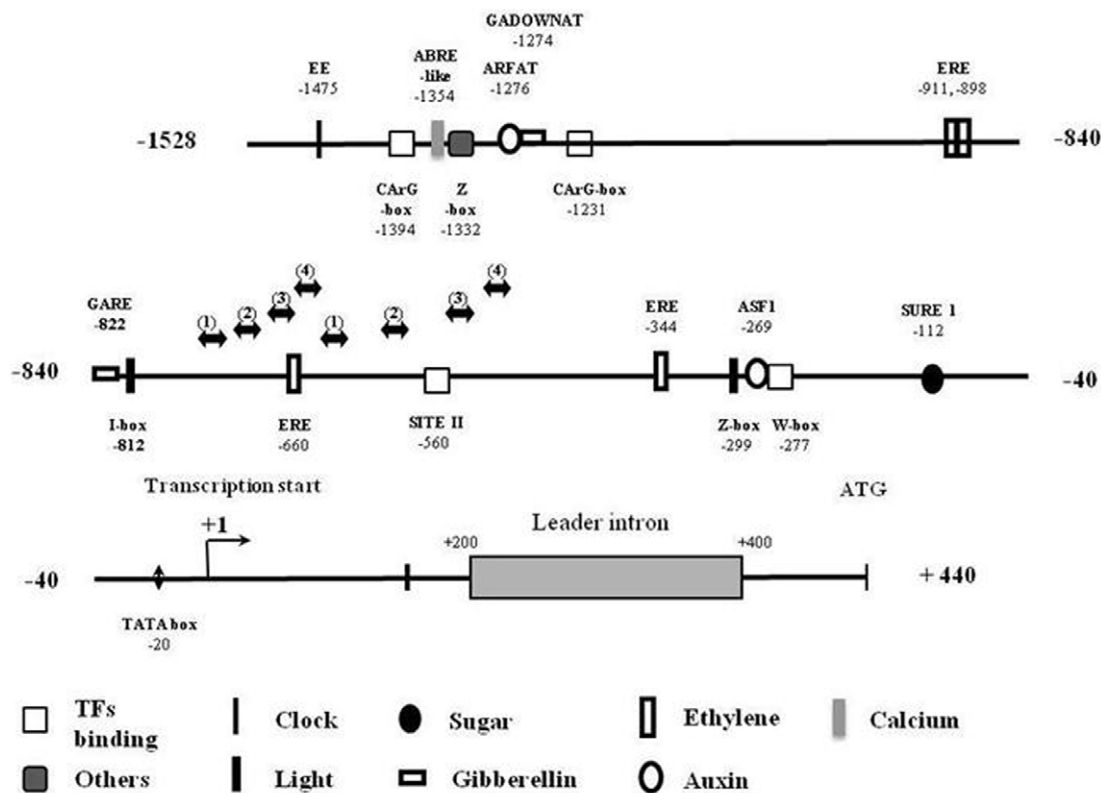 GADOWNAT
-1274
ABRE
-like
-1354
EE
-1475
ARFAT
-1276
ERE
-911,-898
-1528
-840
CArG
-box
-1394
Z
-box
-1332
CArG-box
-1231
(4)
(4)
(3)
(3)
(2)
(2)
(1)
(1)
GARE
-822
ERE
-344
ASF1
-269
SURE 1
-112
-840
-40
I-box
-812
ERE
-660
SITE II
-560
Z-box
-299
W-box
-277
Transcription start
ATG
+1
Leader intron
+200
+400
-40
+440
TATA box
-20
TFs
binding
Clock
Sugar
Ethylene
Calcium
Others
Light
Gibberellin
Auxin